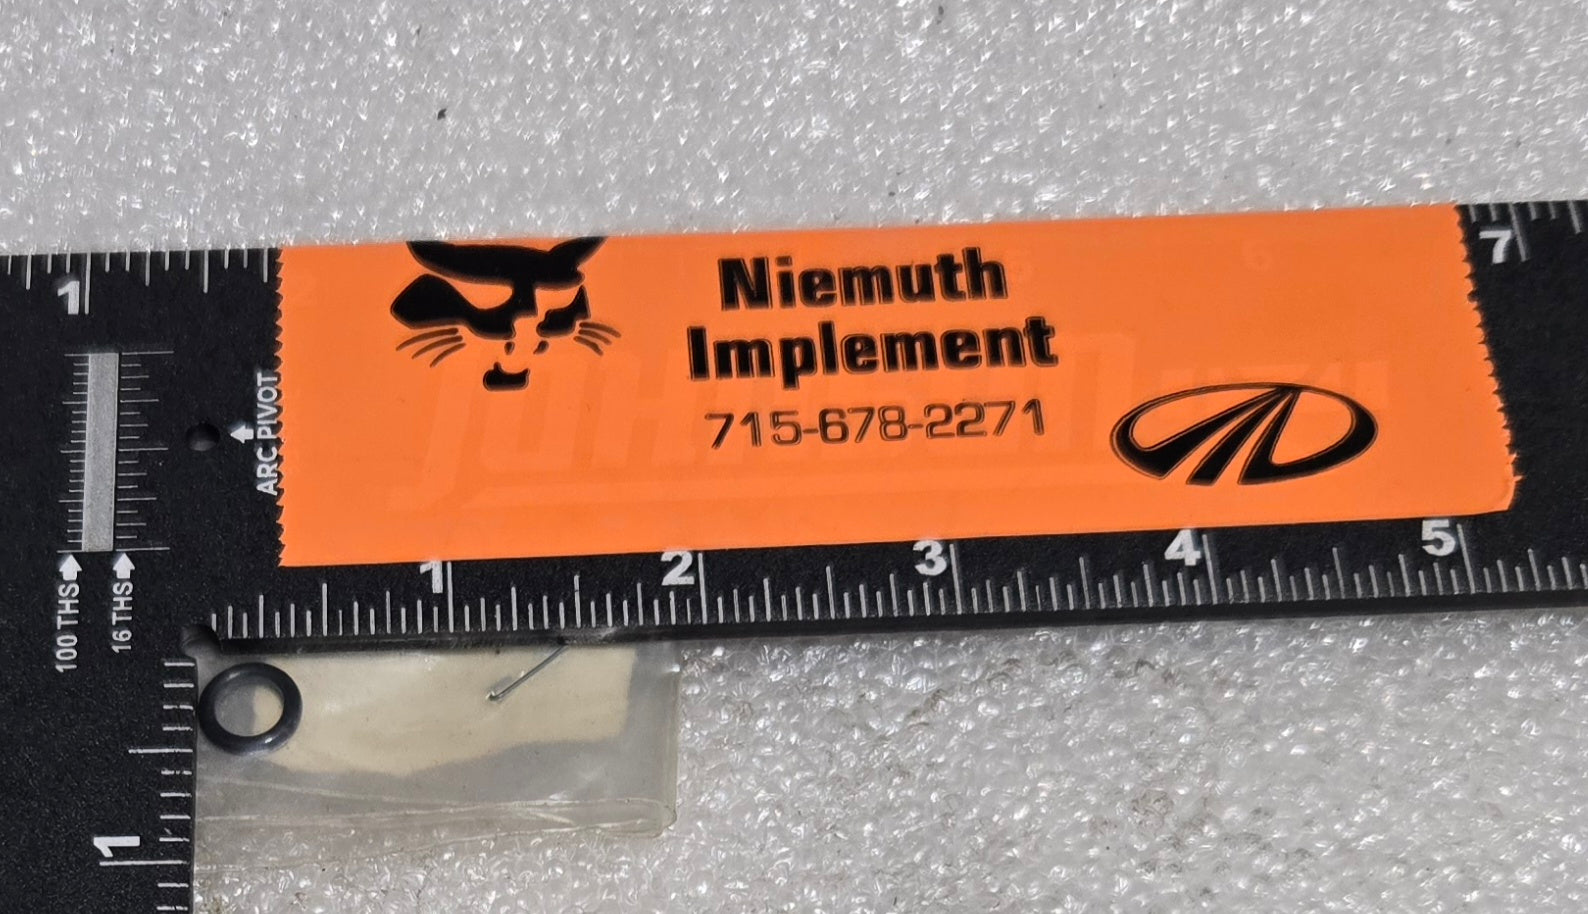 1
7
Niemuth
Implement
715-678-2271
ARC PIVOT
100 THS
16 THS
1 2 3 4 5
1